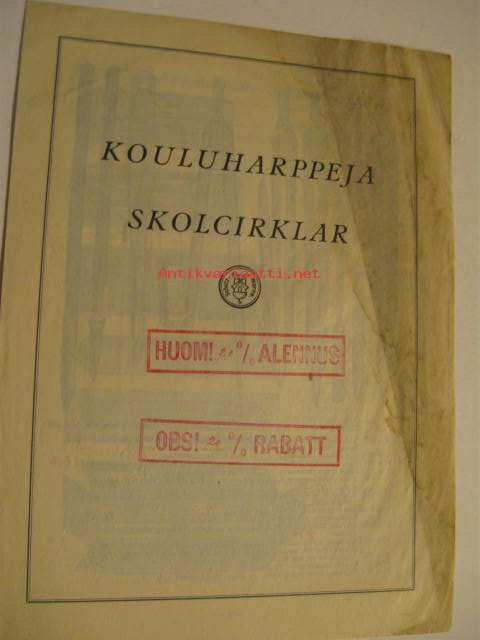 KOULUHARPPEJA
SKOLCIRKLAR
Antikvariaatti.net
HUOM! % ALENNUS
OBS! % RABATT